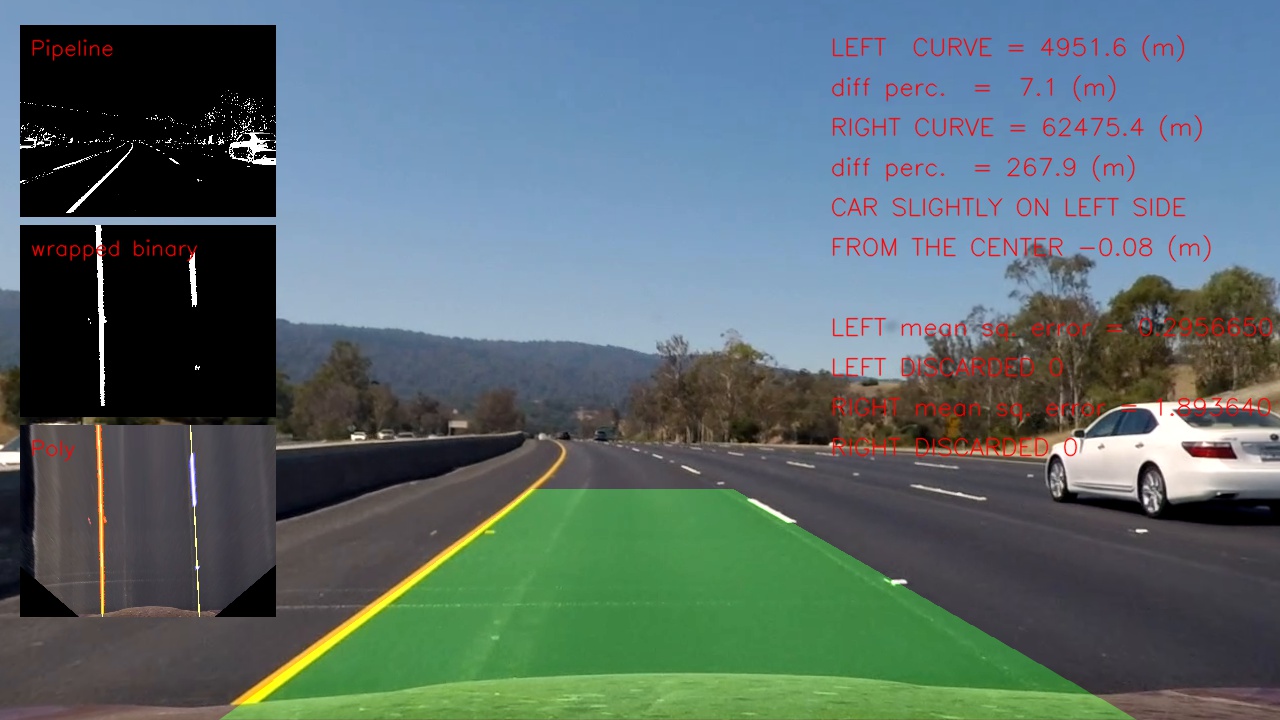 Pipeline
wrapped binary
Poly
LEFT CURVE = 4951.6 (m)
diff perc. = 7.1 (m)
RIGHT CURVE = 62475.4 (m)
diff perc. = 267.9 (m)
CAR SLIGHTLY ON LEFT SIDE
FROM THE CENTER -0.08 (m)
LEFT mean sq. error = 0.2956650
LEFT DISCARDED 0
RIGHT mean sq. error = 1.893640
RIGHT DISCARDED 0